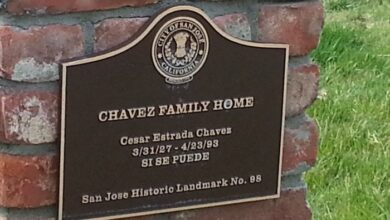 CITY OF SAN JOSE
CALIFORNIA
CHAVEZ FAMILY HOME
Cesar Estrada Chavez
3/31/27 - 4/23/93
SI SE PUEDE
San Jose Historic Landmark No. 98